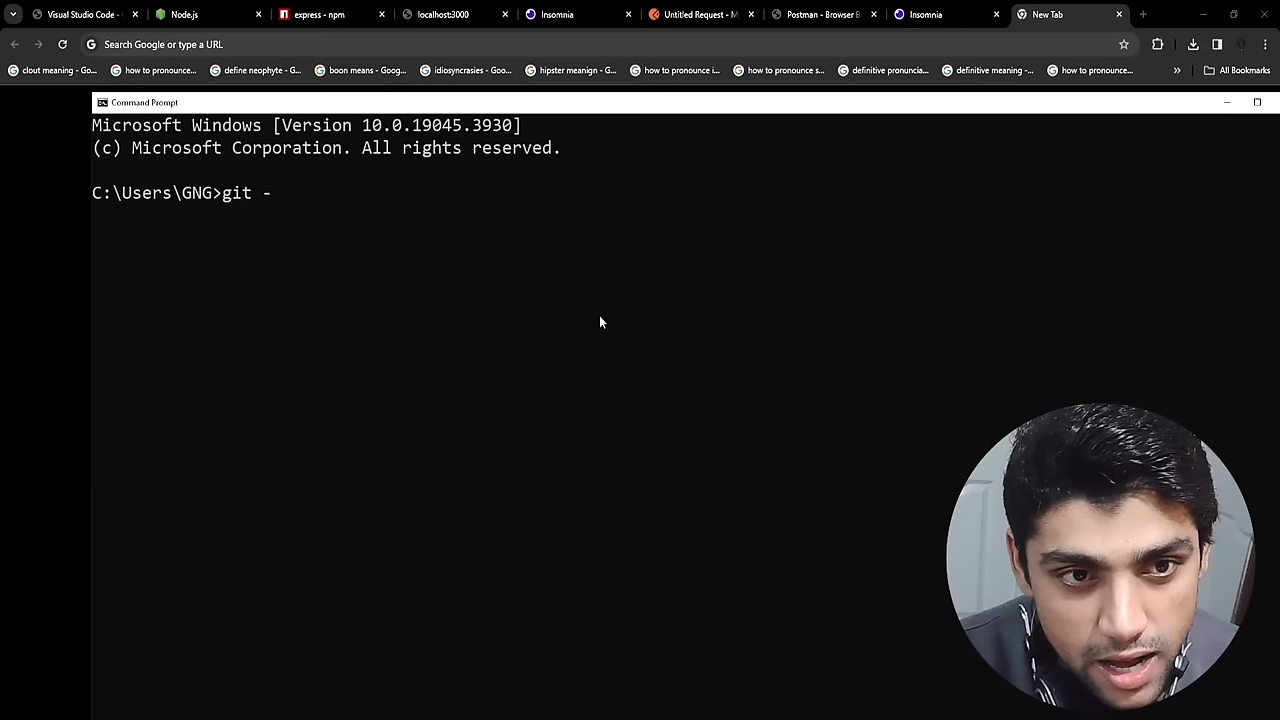 Visual Studio Code -
Node.js
express - npm
localhost:3000
Insomnia
Untitled Request - M
Postman - Browser Ba
Insomnia
New Tab
Search Google or type a URL
clout meaning - Goo...
how to pronounce...
define neophyte - G...
boon means - Goog...
idiosyncrasies - Goo...
hipster meanign - G...
how to pronounce i...
how to pronounce s...
definitive pronuncia...
definitive meaning -...
how to pronounce...
All Bookmarks
Command Prompt
Microsoft Windows [Version 10.0.19045.3930]
(c) Microsoft Corporation. All rights reserved.
C:\Users\GNG>git -